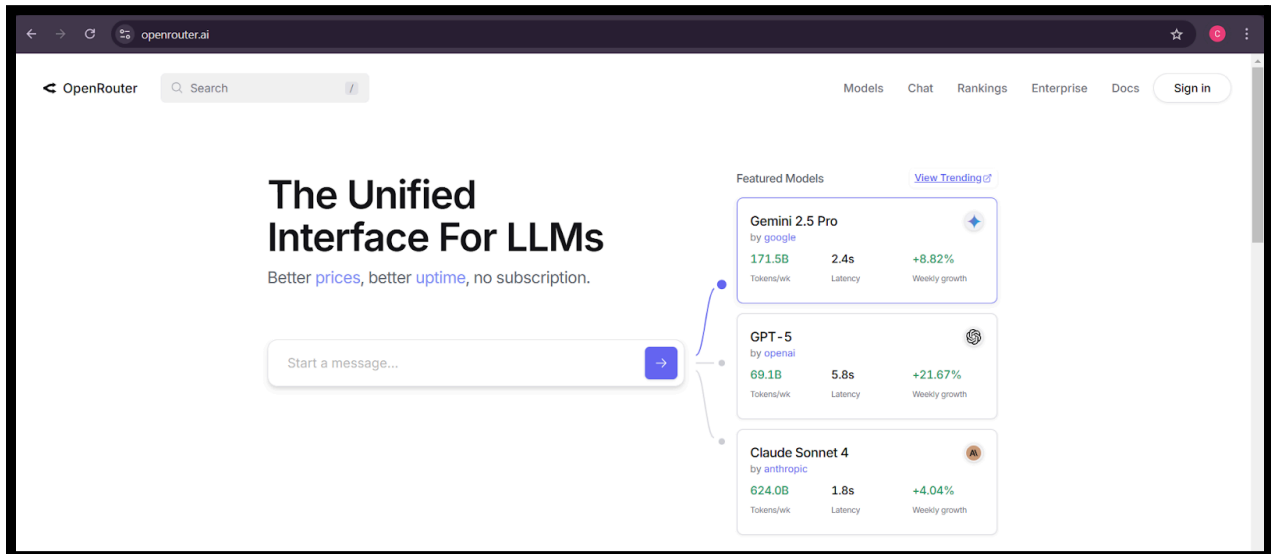 openrouter.ai
C
OpenRouter
Search
/
Models Chat Rankings Enterprise Docs Sign in
The Unified
Interface For LLMs
Better prices, better uptime, no subscription.
Start a message...
Featured Models View Trending
Gemini 2.5 Pro
by google
171.5B 2.4s +8.82%
Tokens/wk Latency Weekly growth
GPT-5
by openai
69.1B 5.8s +21.67%
Tokens/wk Latency Weekly growth
Claude Sonnet 4
by anthropic
624.0B 1.8s +4.04%
Tokens/wk Latency Weekly growth